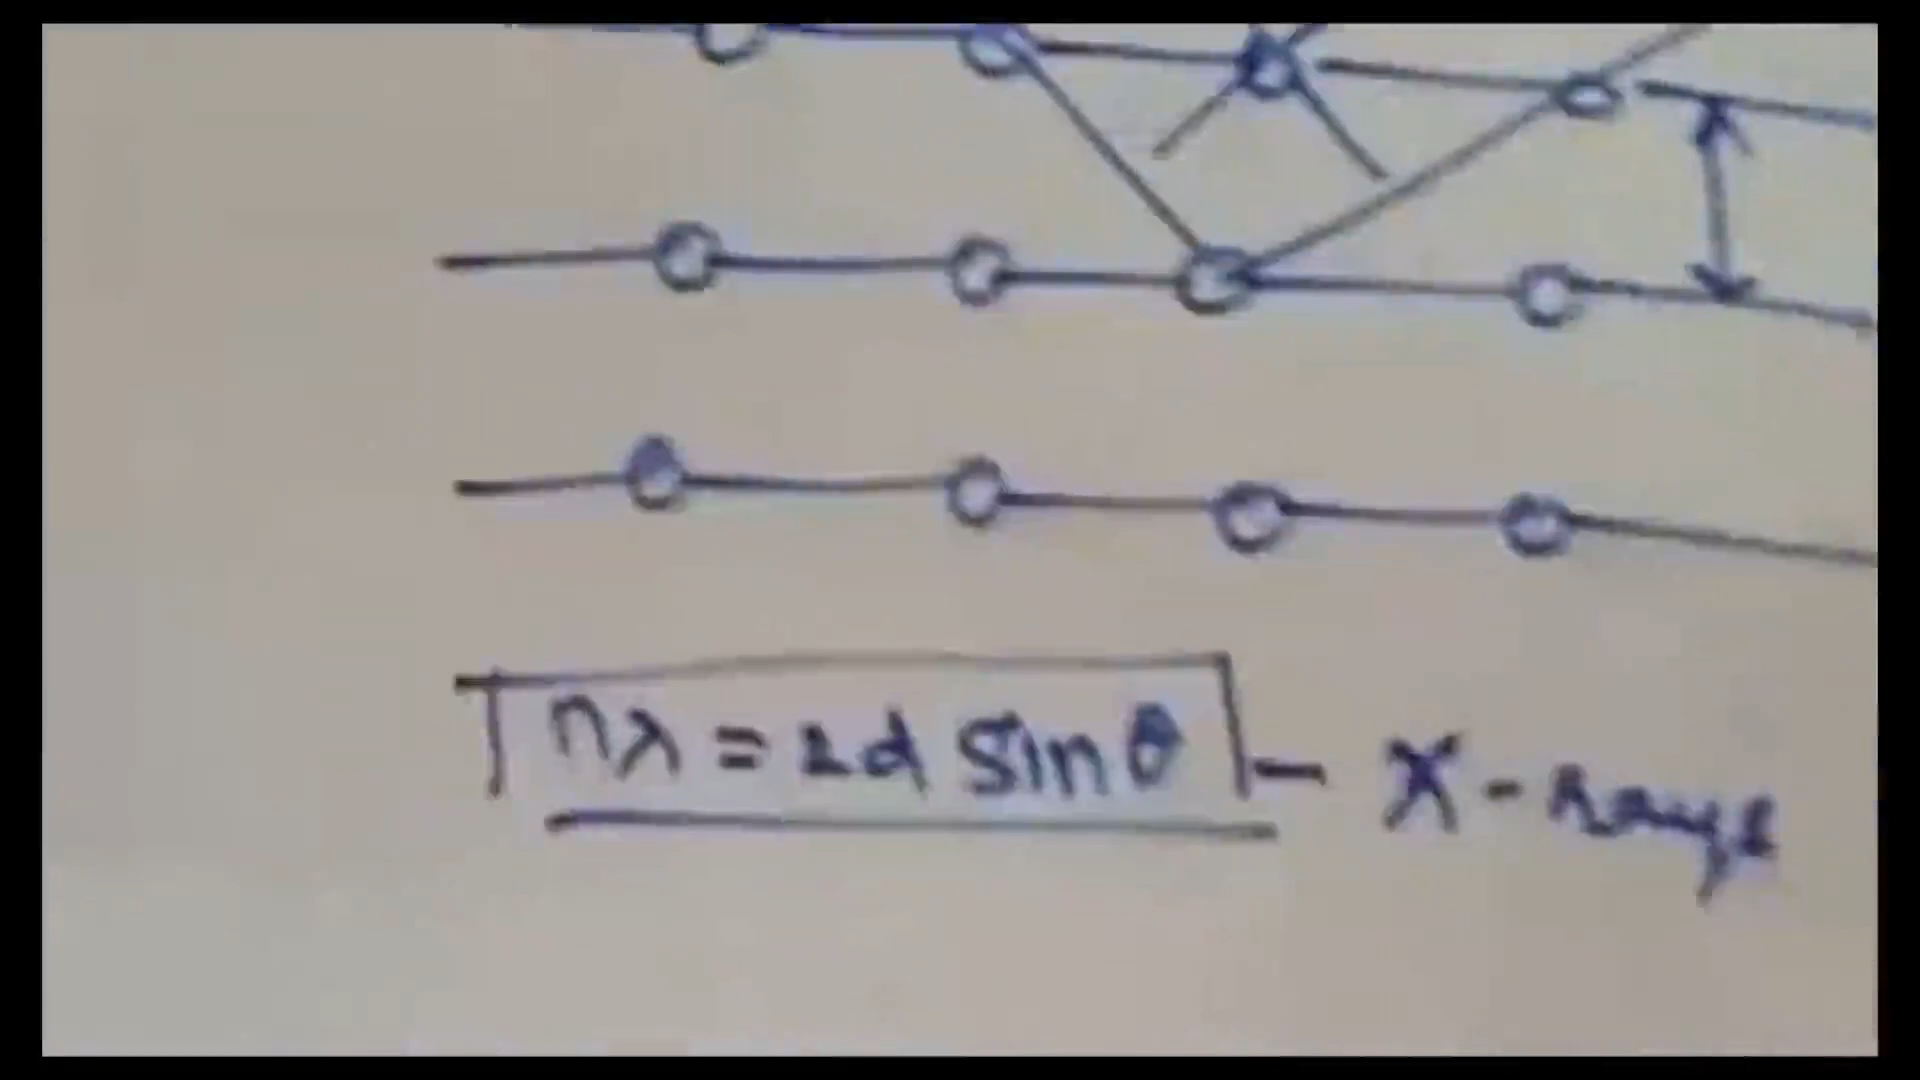 nλ = 2d sinθ - X-rays